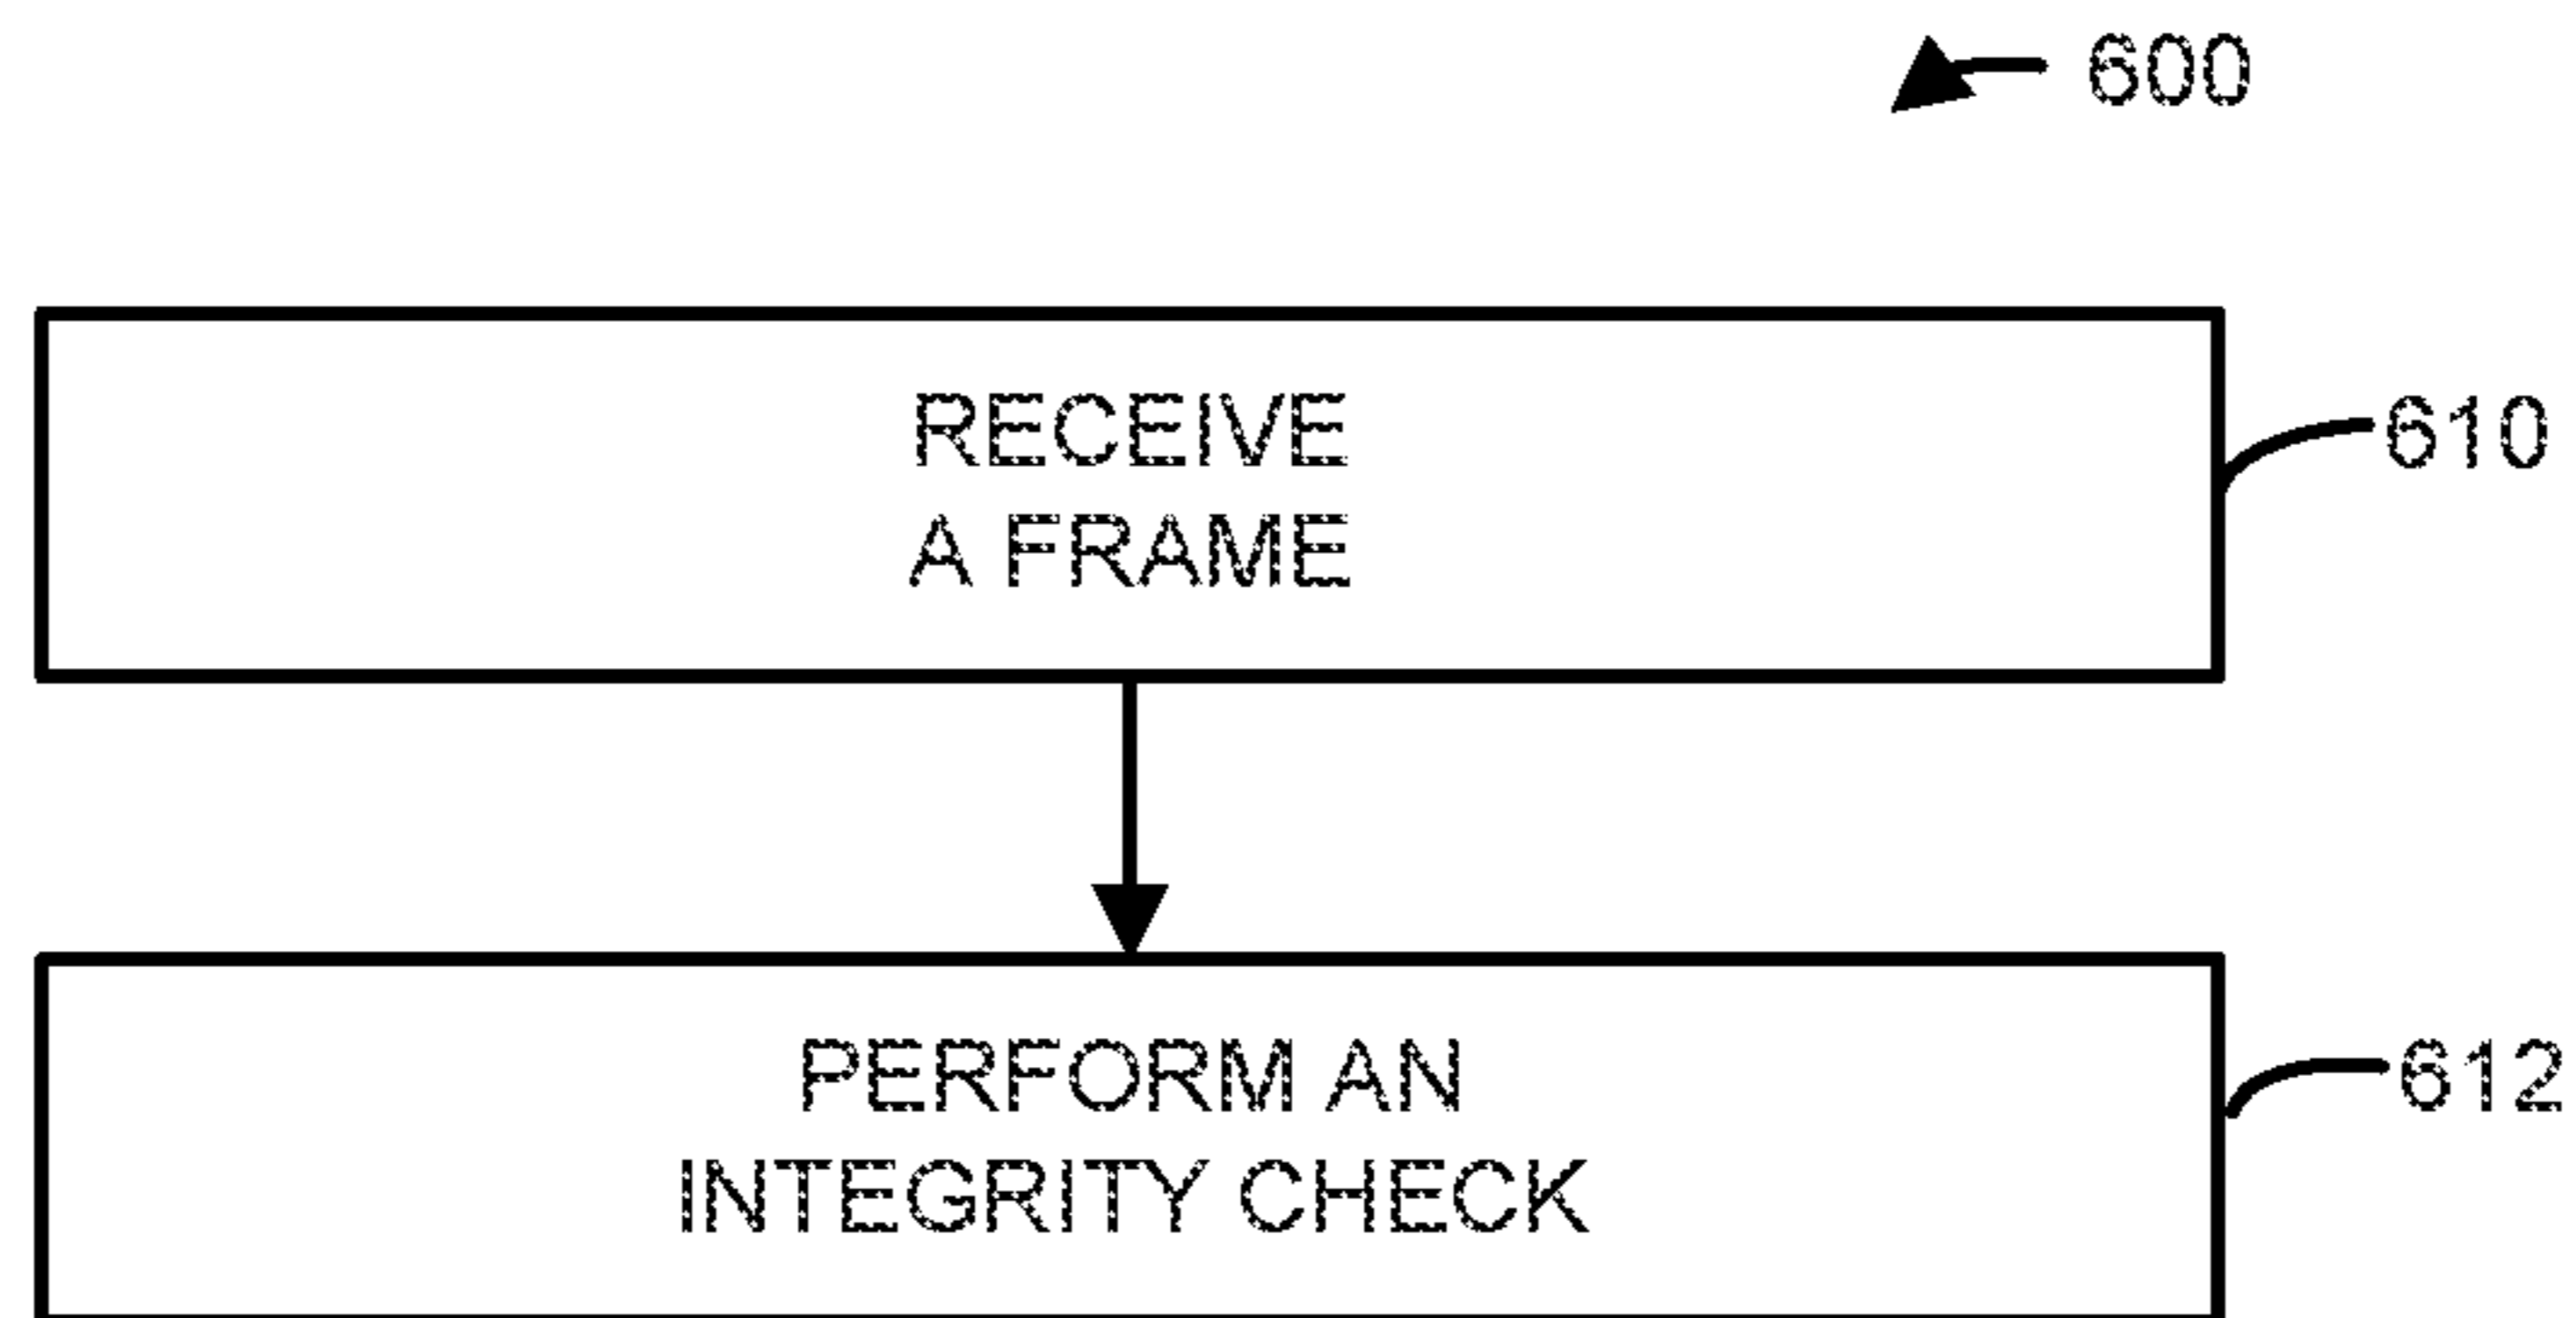 600
RECEIVE
A FRAME
610
PERFORM AN
INTEGRITY CHECK
612